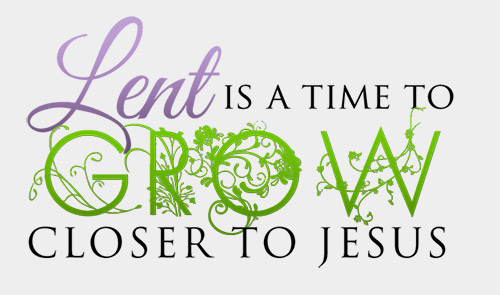 Lent IS A TIME TO
GROW
CLOSER TO JESUS